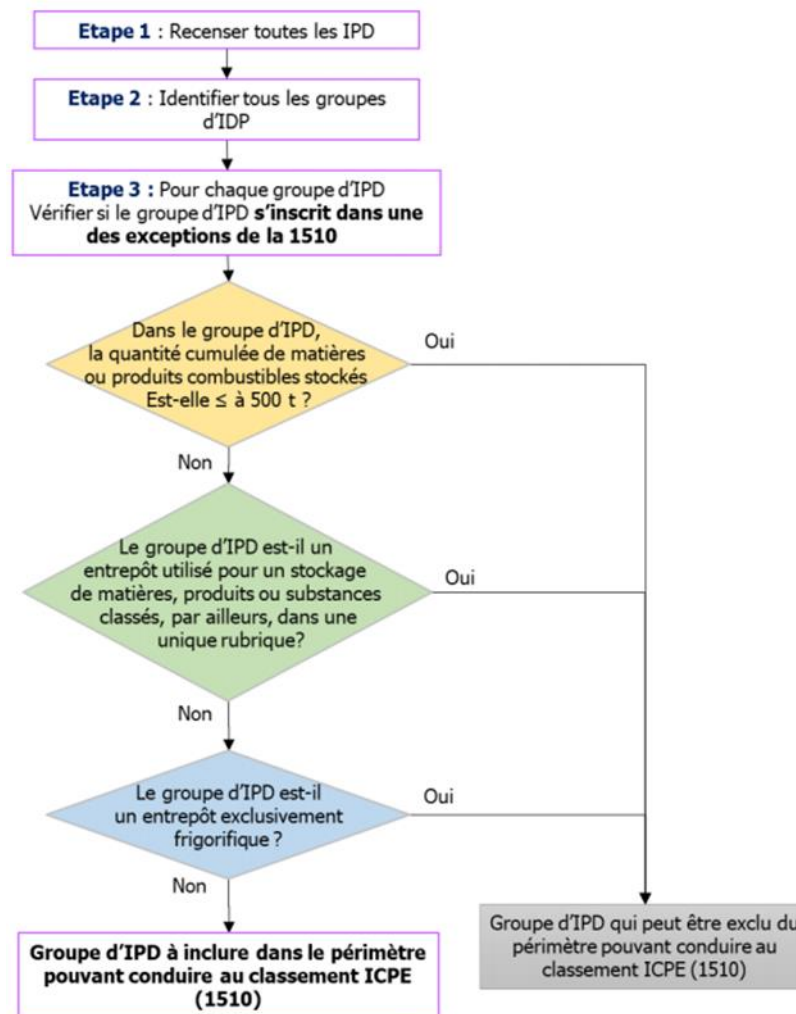 Etape 1 : Recenser toutes les IPD
Etape 2 : Identifier tous les groupes
d'IDP
Etape 3 : Pour chaque groupe d'IPD
Vérifier si le groupe d'IPD s'inscrit dans une
des exceptions de la 1510
Dans le groupe d'IPD,
la quantité cumulée de matières
ou produits combustibles stockés
Est-elle ≤ à 500 t ?
Oui
Non
Le groupe d'IPD est-il un
entrepôt utilisé pour un stockage
de matières, produits ou substances
classés, par ailleurs, dans une
unique rubrique?
Oui
Non
Le groupe d'IPD est-il
un entrepôt exclusivement
frigorifique ?
Oui
Non
Groupe d'IPD à inclure dans le périmètre
pouvant conduire au classement ICPE
(1510)
Groupe d'IPD qui peut être exclu du
périmètre pouvant conduire au
classement ICPE (1510)